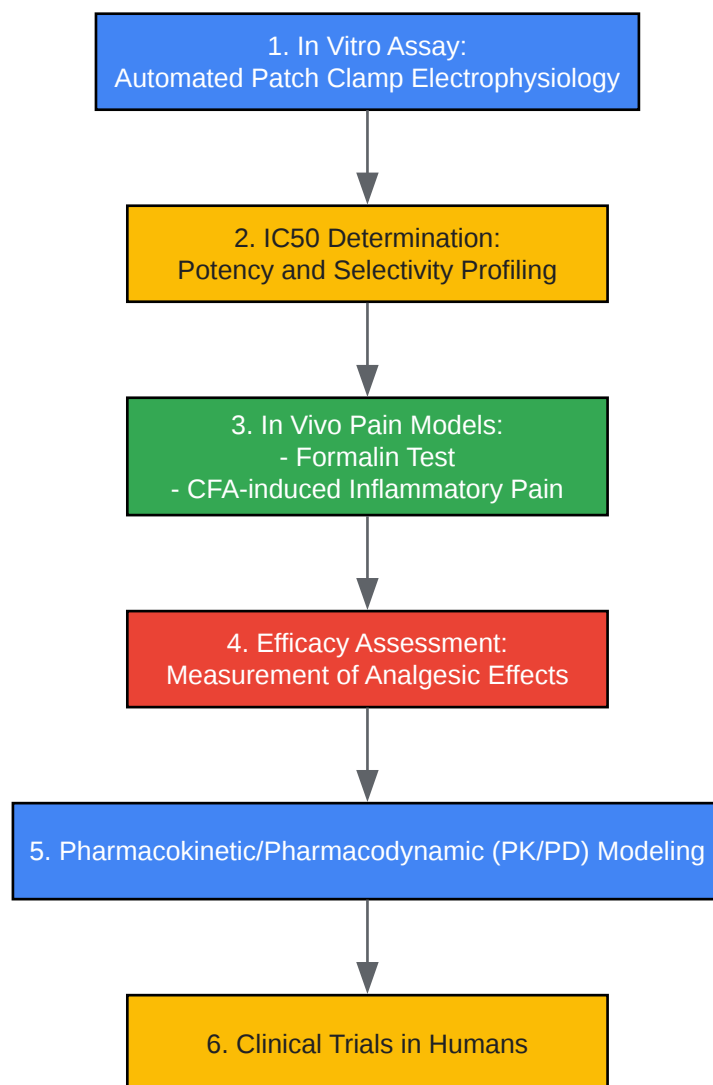 1. In Vitro Assay:
Automated Patch Clamp Electrophysiology
2. IC50 Determination:
Potency and Selectivity Profiling
3. In Vivo Pain Models:
- Formalin Test
- CFA-induced Inflammatory Pain
4. Efficacy Assessment:
Measurement of Analgesic Effects
5. Pharmacokinetic/Pharmacodynamic (PK/PD) Modeling
6. Clinical Trials in Humans